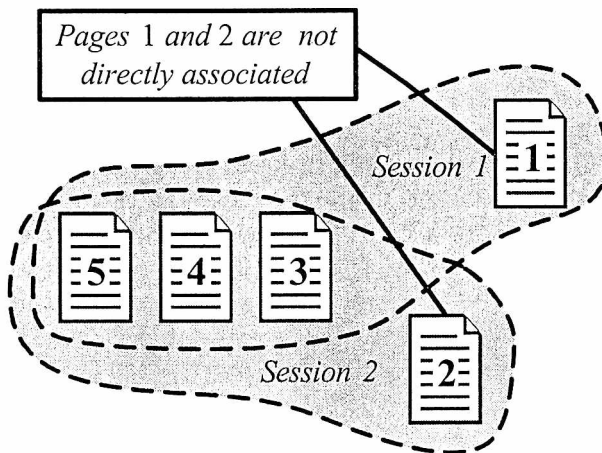 Pages 1 and 2 are not
directly associated
Session 1
1
5
4
3
Session 2
2